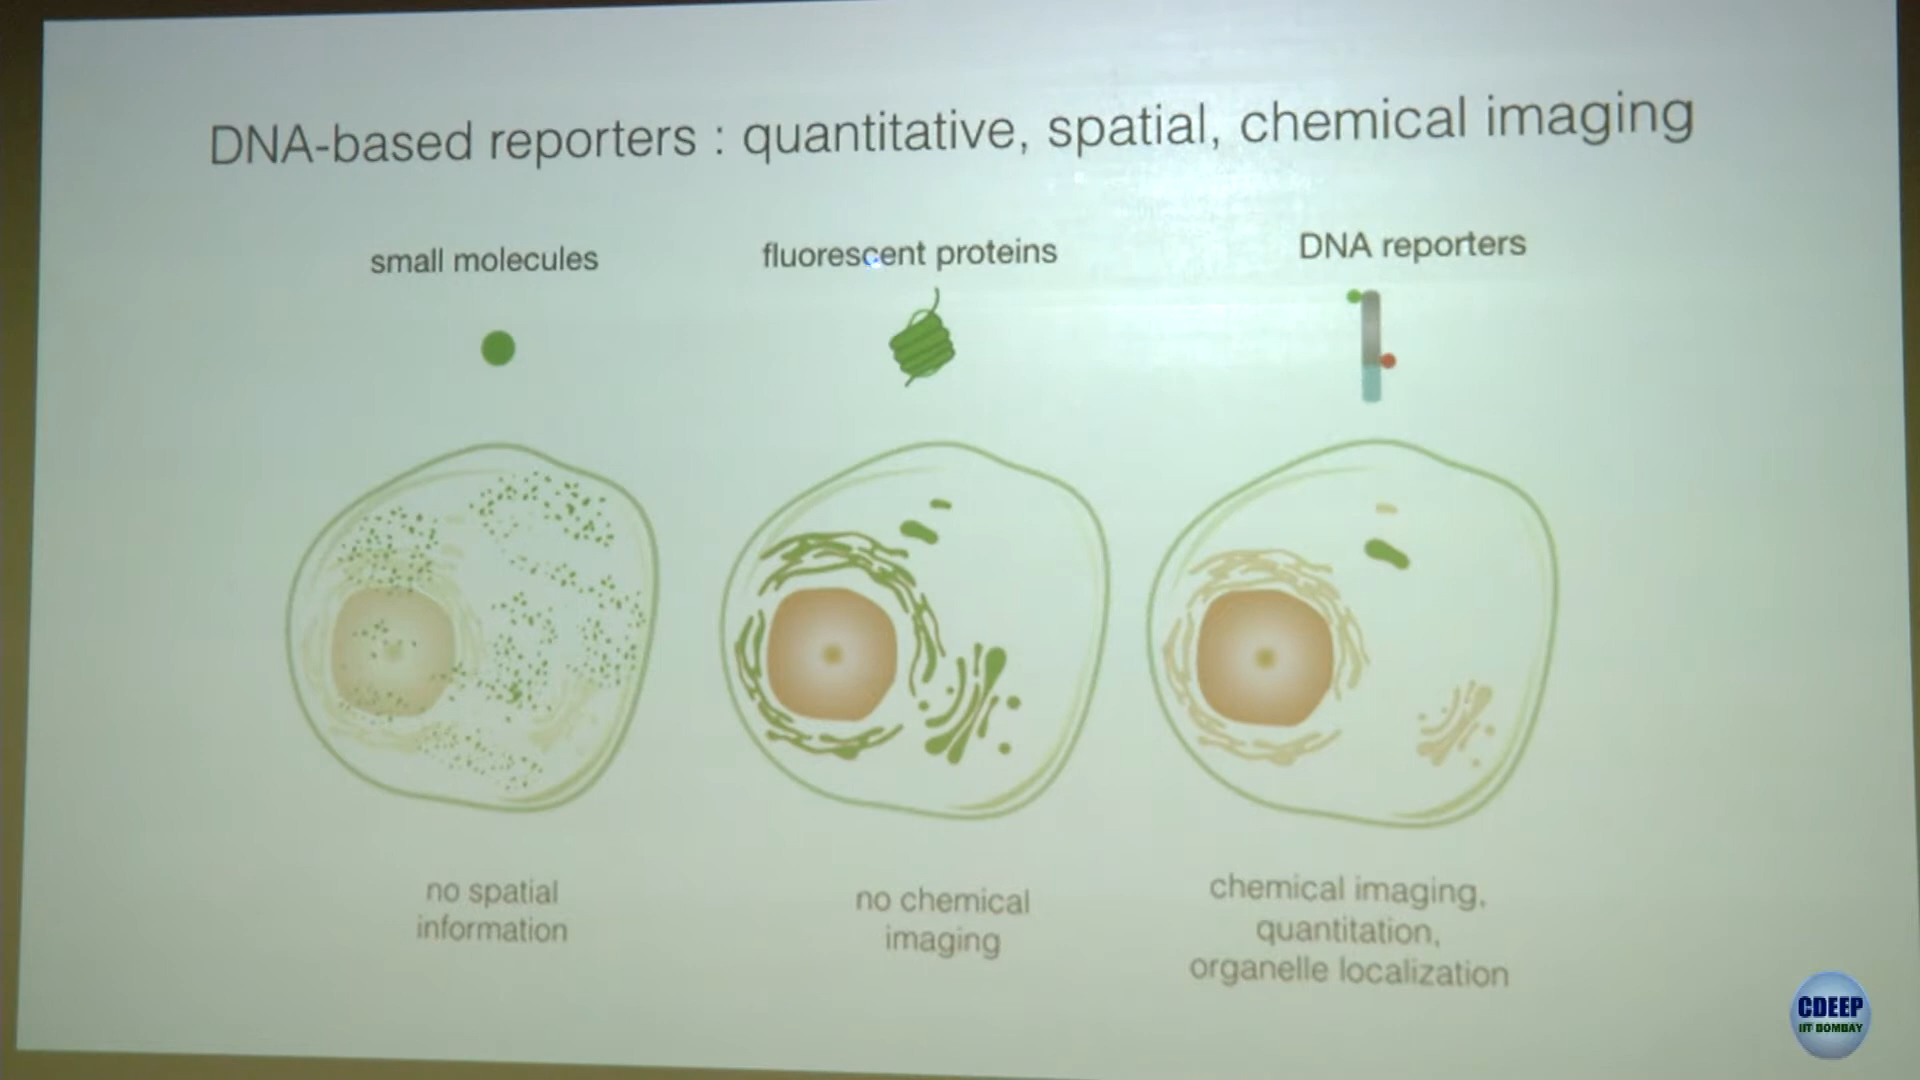 DNA-based reporters : quantitative, spatial, chemical imaging
small molecules
fluorescent proteins
DNA reporters
no spatial
information
no chemical
imaging
chemical imaging,
quantitation,
organelle localization
CDEEP
IIT BOMBAY